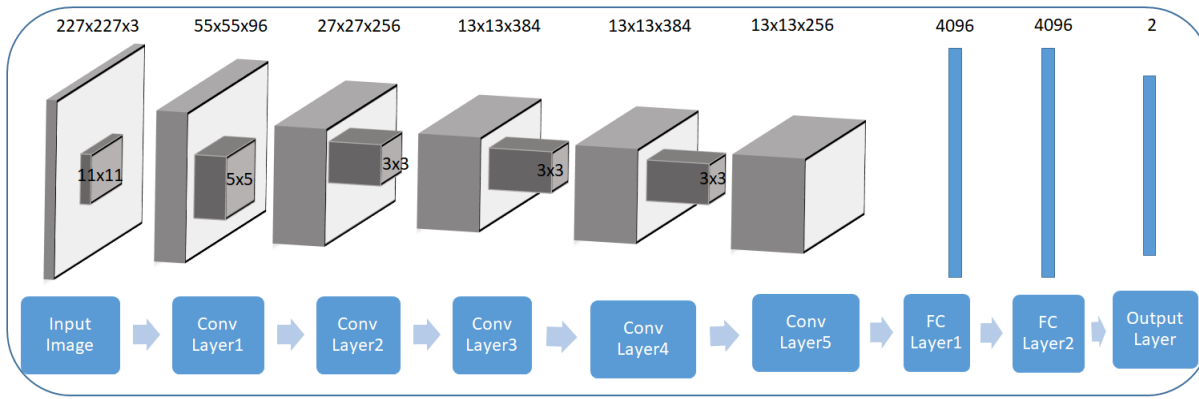 227x227x3 55x55x96 27x27x256 13x13x384 13x13x384 13x13x256 4096 4096 2
11x11 5x5 3x3 3x3 3x3
Input Image
Conv Layer1
Conv Layer2
Conv Layer3
Conv Layer4
Conv Layer5
FC Layer1
FC Layer2
Output Layer